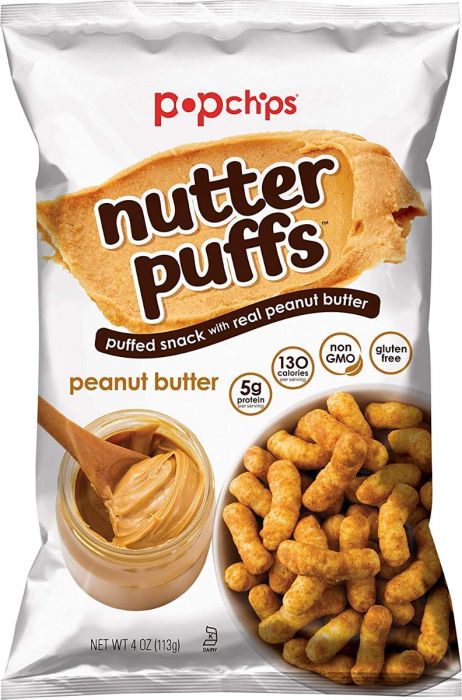 popchips
nutter
puffs™
puffed snack with real peanut butter
peanut butter
5g
protein
per serving
130
calories
per serving
non
GMO
gluten
free
NET WT 4 OZ (113g)
K
DAIRY